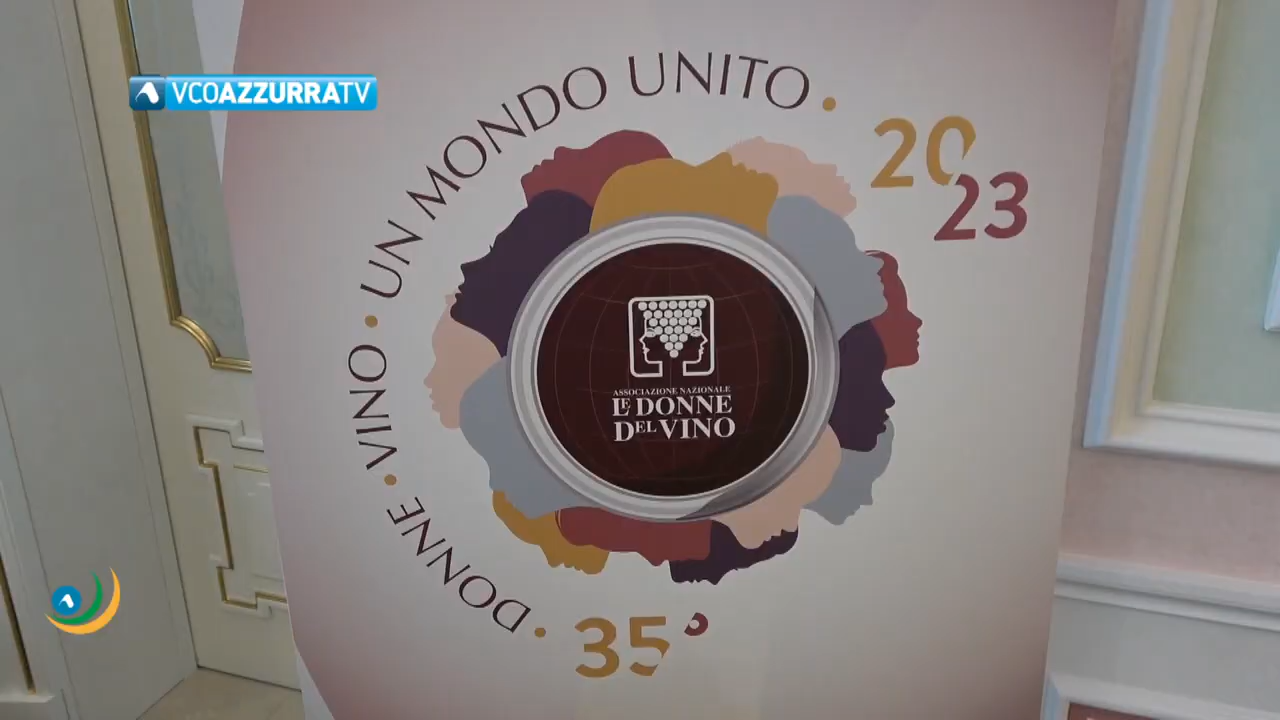 VCOAZZURRATV
DONNE · VINO · UN MONDO UNITO ·
2023
ASSOCIAZIONE NAZIONALE
LE DONNE
DEL VINO
35°